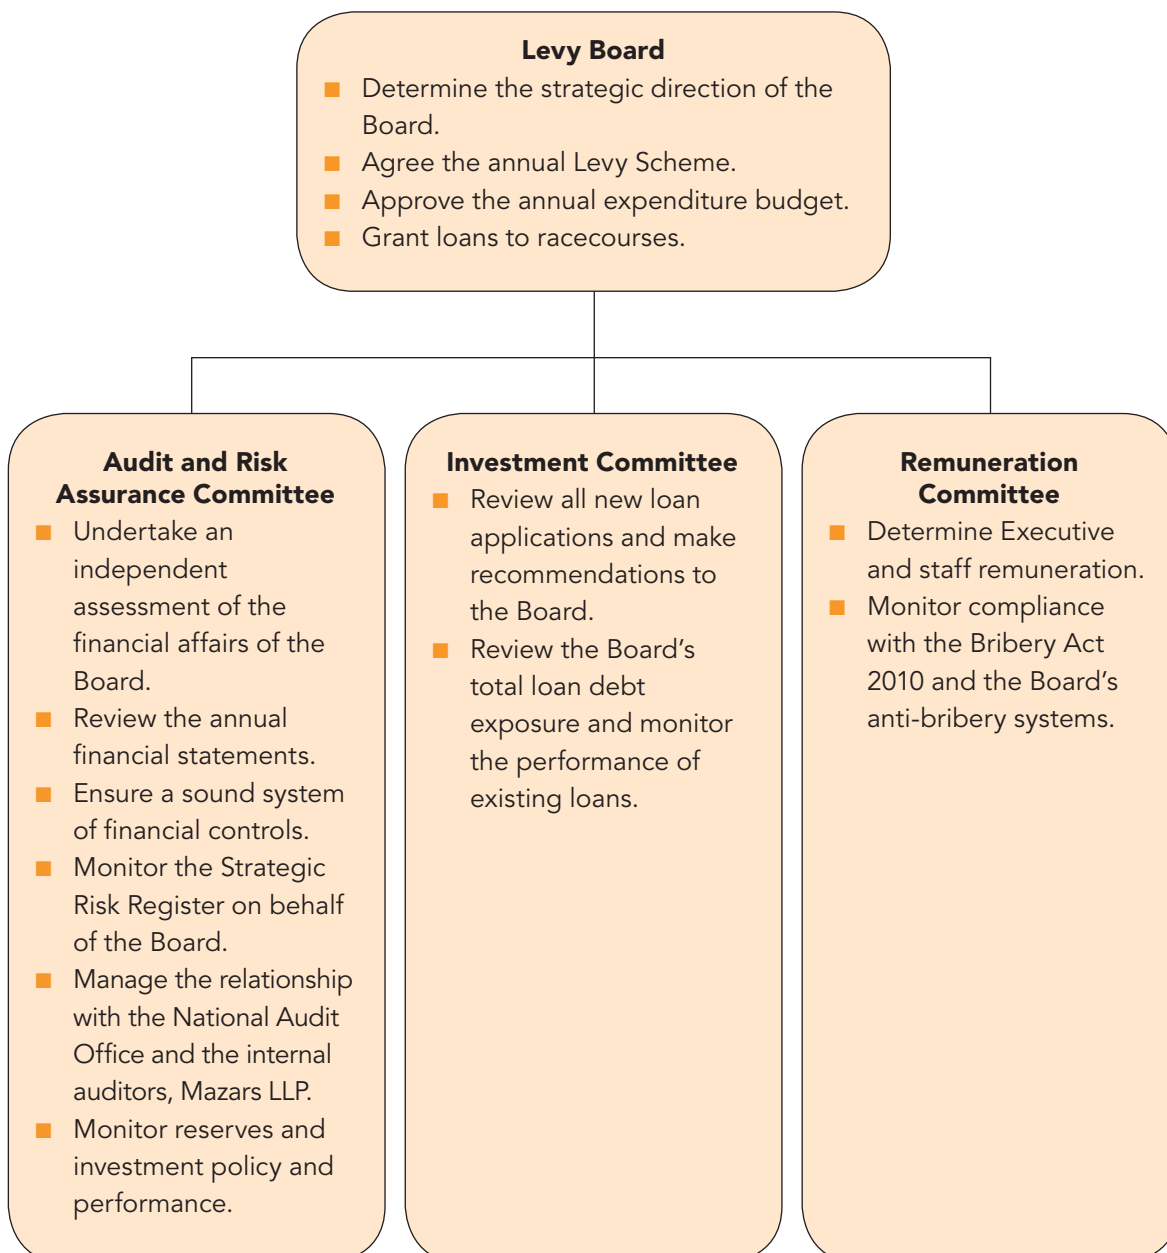 Levy Board
■ Determine the strategic direction of the
Board.
■ Agree the annual Levy Scheme.
■ Approve the annual expenditure budget.
■ Grant loans to racecourses.
Audit and Risk
Assurance Committee
■ Undertake an
independent
assessment of the
financial affairs of the
Board.
■ Review the annual
financial statements.
■ Ensure a sound system
of financial controls.
■ Monitor the Strategic
Risk Register on behalf
of the Board.
■ Manage the relationship
with the National Audit
Office and the internal
auditors, Mazars LLP.
■ Monitor reserves and
investment policy and
performance.
Investment Committee
■ Review all new loan
applications and make
recommendations to
the Board.
■ Review the Board’s
total loan debt
exposure and monitor
the performance of
existing loans.
Remuneration
Committee
■ Determine Executive
and staff remuneration.
■ Monitor compliance
with the Bribery Act
2010 and the Board’s
anti-bribery systems.